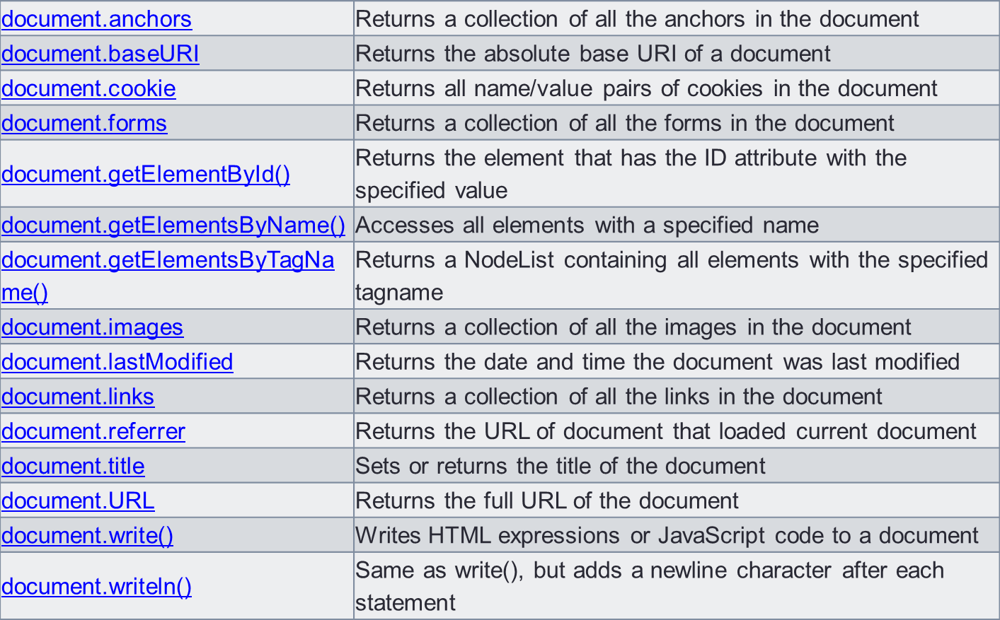 document.anchors
Returns a collection of all the anchors in the document
document.baseURI
Returns the absolute base URI of a document
document.cookie
Returns all name/value pairs of cookies in the document
document.forms
Returns a collection of all the forms in the document
document.getElementById()
Returns the element that has the ID attribute with the
specified value
document.getElementsByName()
Accesses all elements with a specified name
document.getElementsByTagNa
me()
Returns a NodeList containing all elements with the specified
tagname
document.images
Returns a collection of all the images in the document
document.lastModified
Returns the date and time the document was last modified
document.links
Returns a collection of all the links in the document
document.referrer
Returns the URL of document that loaded current document
document.title
Sets or returns the title of the document
document.URL
Returns the full URL of the document
document.write()
Writes HTML expressions or JavaScript code to a document
document.writeln()
Same as write(), but adds a newline character after each
statement